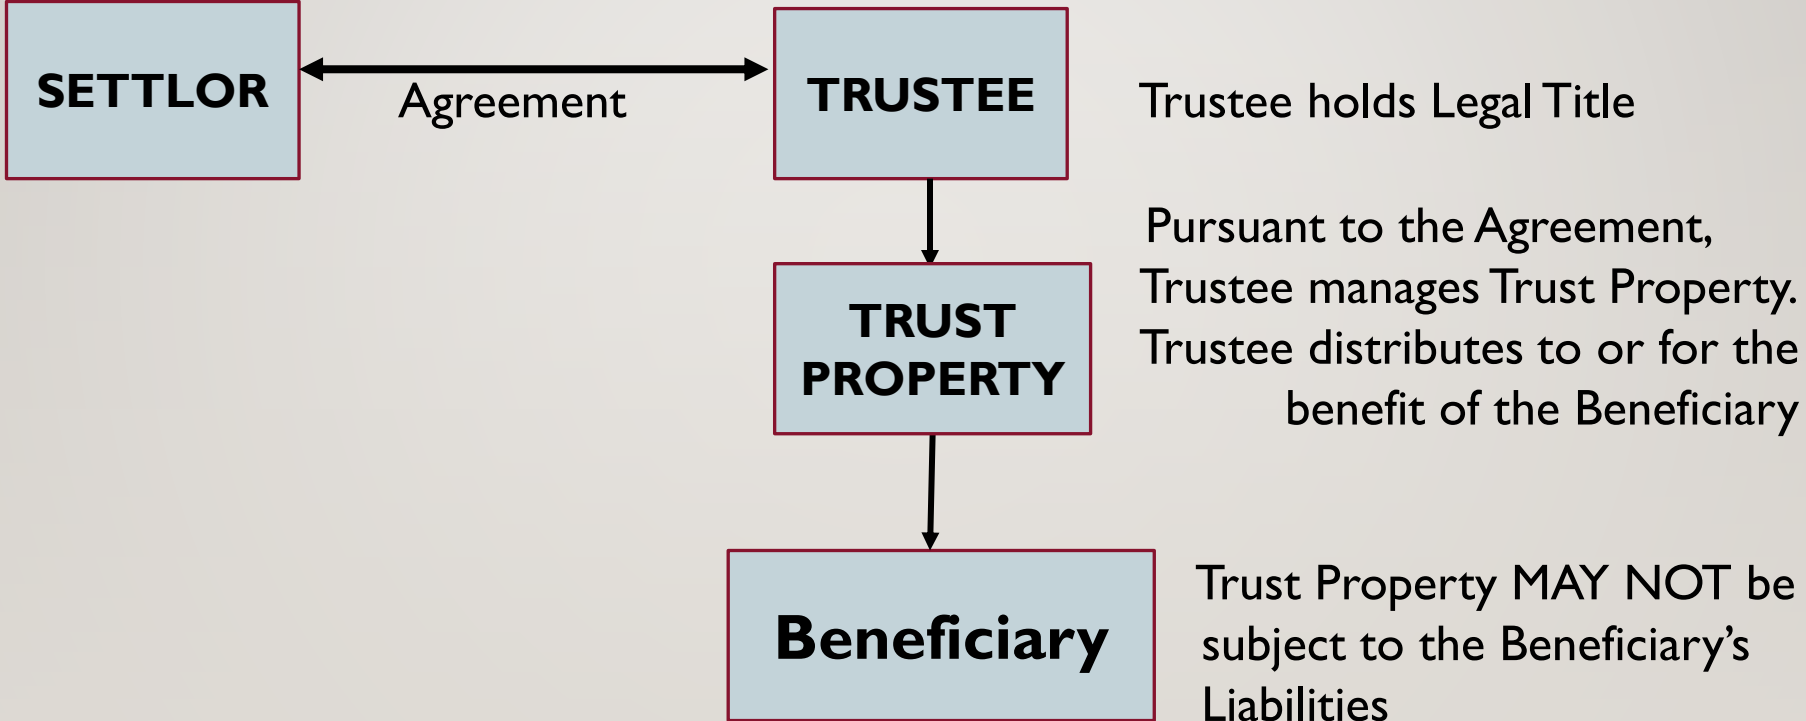 SETTLOR
Agreement
TRUSTEE
Trustee holds Legal Title
Pursuant to the Agreement,
Trustee manages Trust Property.
Trustee distributes to or for the
benefit of the Beneficiary
TRUST
PROPERTY
Beneficiary
Trust Property MAY NOT be
subject to the Beneficiary’s
Liabilities